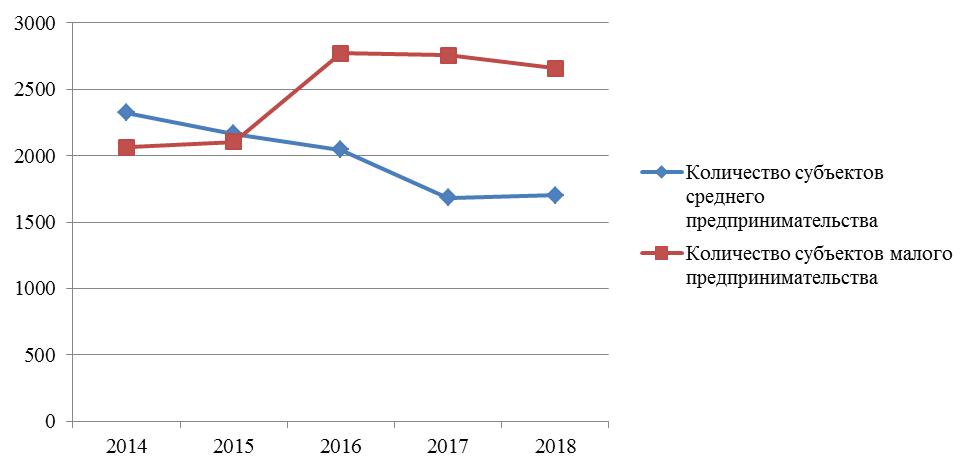 3000
2500
2000
1500
1000
500
0
2014 2015 2016 2017 2018
Количество субъектов
среднего
предпринимательства
Количество субъектов малого
предпринимательства